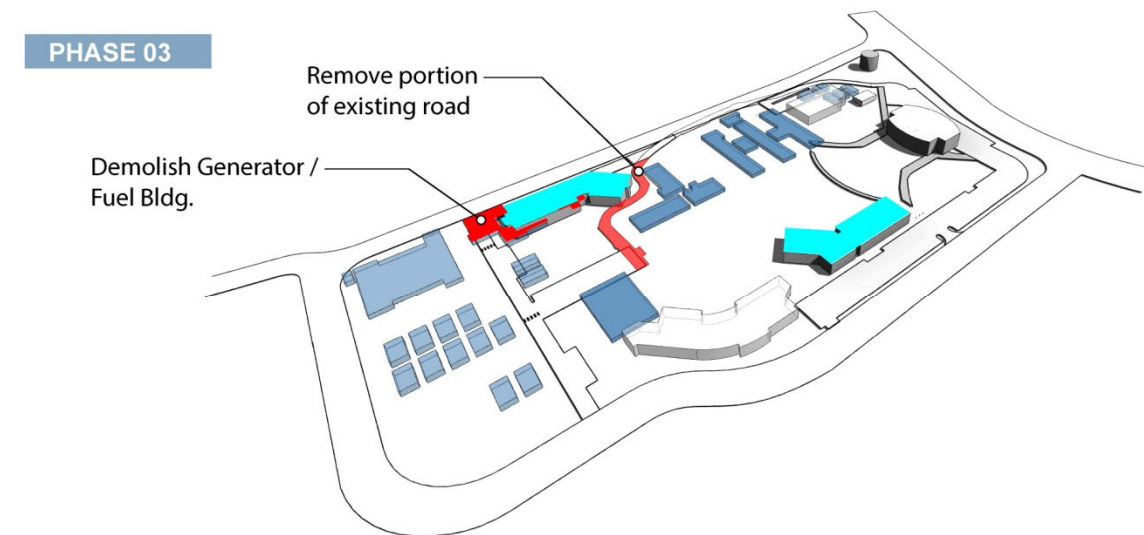 PHASE 03
Remove portion
of existing road
Demolish Generator /
Fuel Bldg.